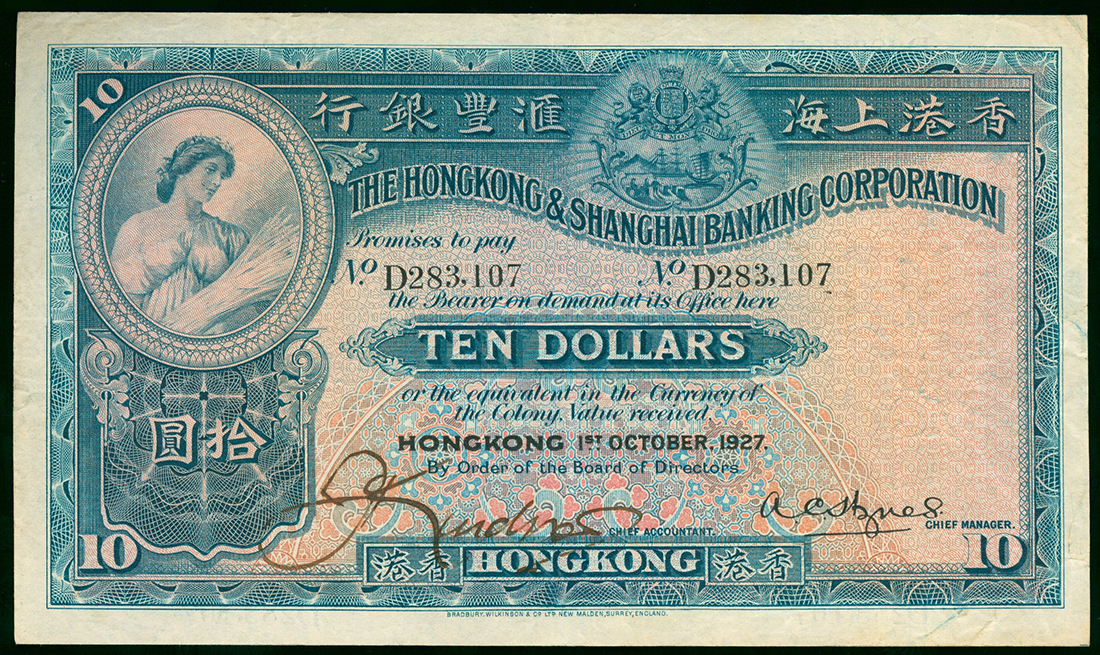 香港上海滙豐銀行
10
THE HONGKONG & SHANGHAI BANKING CORPORATION
Promises to pay
No. D283,107 No. D283,107
the Bearer on demand at its Office here
TEN DOLLARS
or the equivalent in the Currency of
the Colony, Value received.
拾圓
HONGKONG 1ST OCTOBER, 1927.
By Order of the Board of Directors
A.C. Hynes
CHIEF ACCOUNTANT. CHIEF MANAGER.
10 香港 HONGKONG 香港 10
BRADBURY, WILKINSON & CO LTD NEW MALDEN, SURREY, ENGLAND.